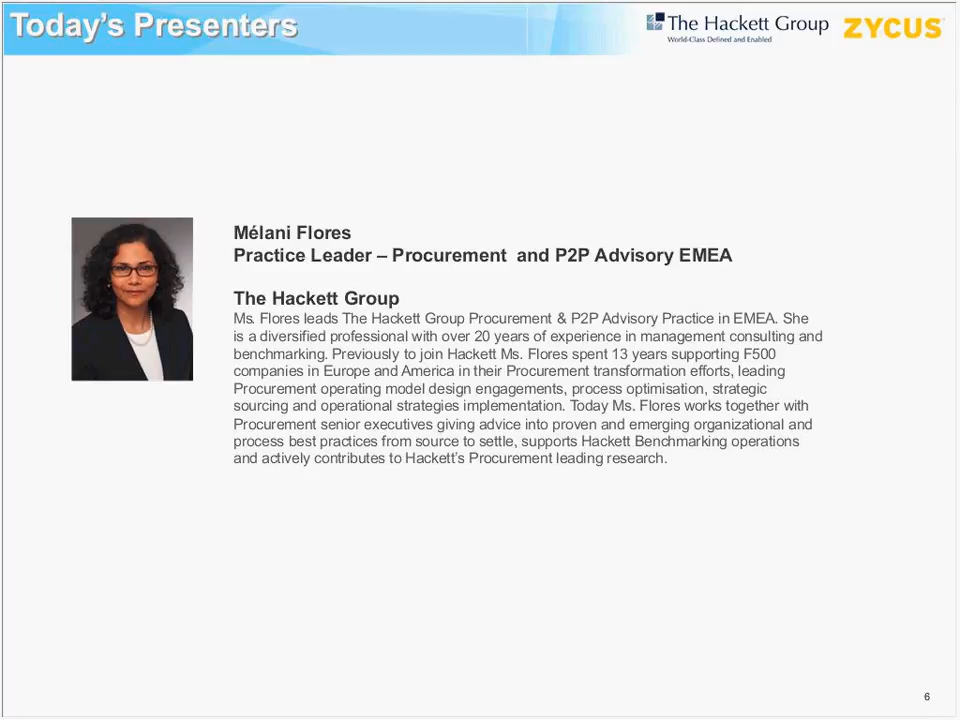 Today's Presenters
The Hackett Group
World-Class Defined and Enabled
ZYCUS
Mélani Flores
Practice Leader – Procurement and P2P Advisory EMEA
The Hackett Group
Ms. Flores leads The Hackett Group Procurement & P2P Advisory Practice in EMEA. She
is a diversified professional with over 20 years of experience in management consulting and
benchmarking. Previously to join Hackett Ms. Flores spent 13 years supporting F500
companies in Europe and America in their Procurement transformation efforts, leading
Procurement operating model design engagements, process optimisation, strategic
sourcing and operational strategies implementation. Today Ms. Flores works together with
Procurement senior executives giving advice into proven and emerging organizational and
process best practices from source to settle, supports Hackett Benchmarking operations
and actively contributes to Hackett's Procurement leading research.
6